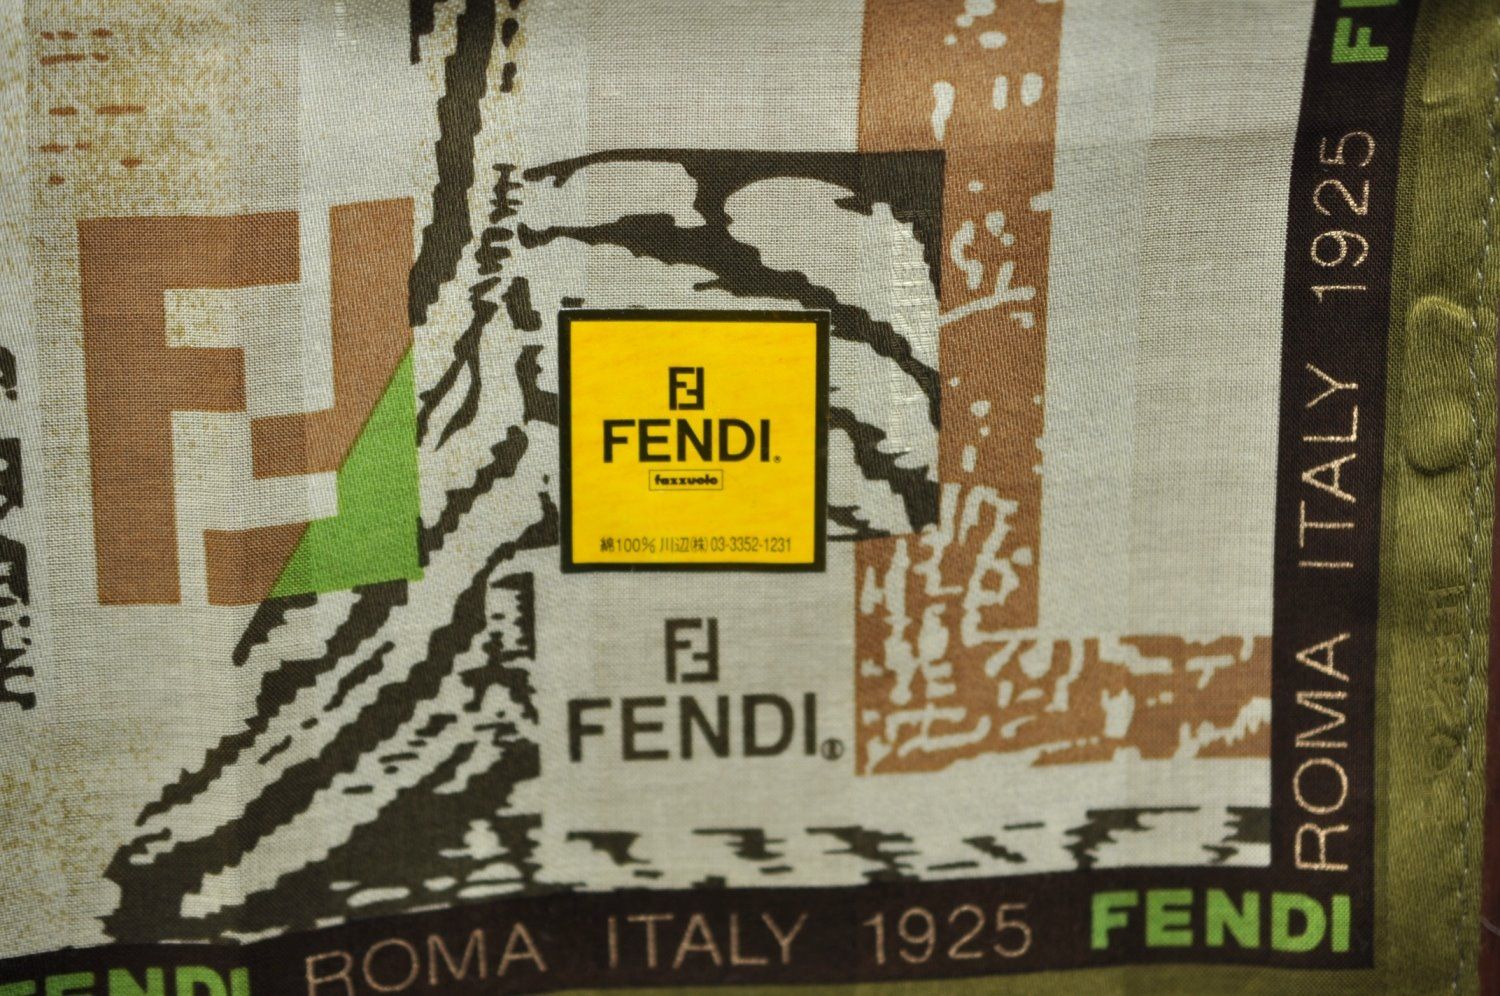 FENDI
fazzuolo
綿100% 川辺(株) 03-3352-1231
FENDI®
ROMA ITALY 1925
FENDI
ROMA ITALY 1925